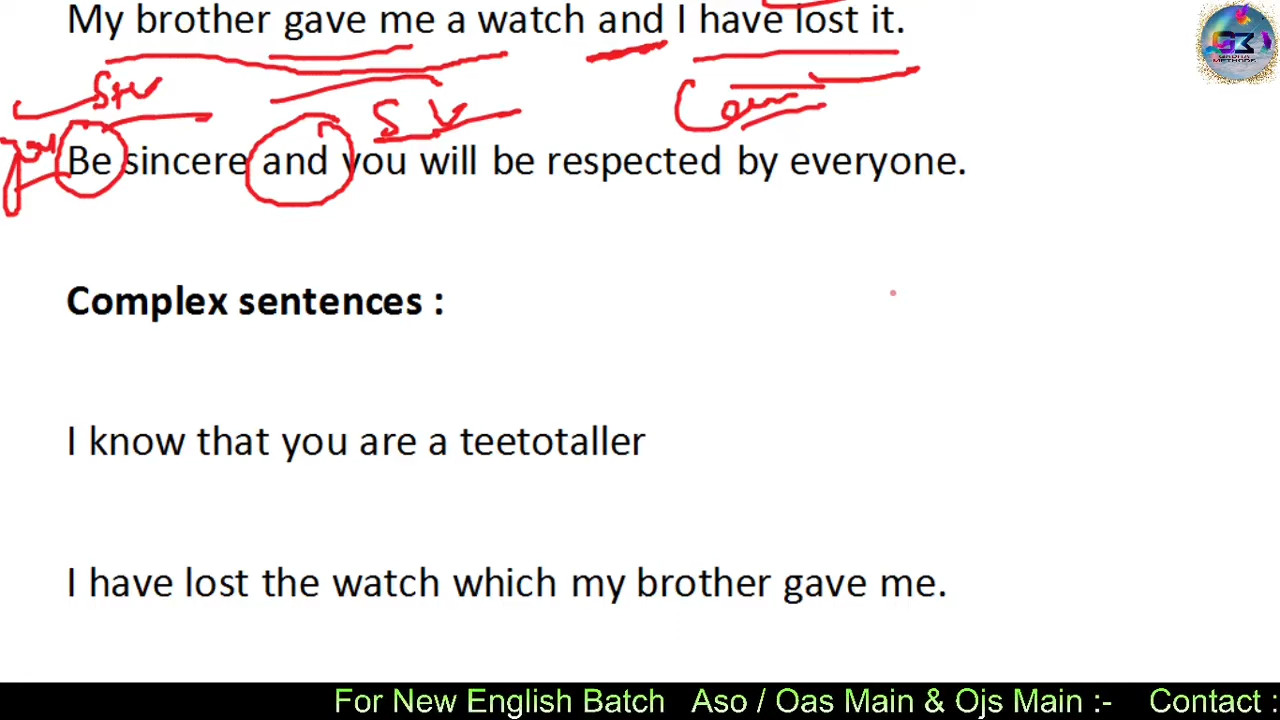 My brother gave me a watch and I have lost it.
S+V
S V
Com
you
Be sincere and you will be respected by everyone.
Complex sentences :
I know that you are a teetotaller
I have lost the watch which my brother gave me.
For New English Batch Aso / Oas Main & Ojs Main :- Contact :